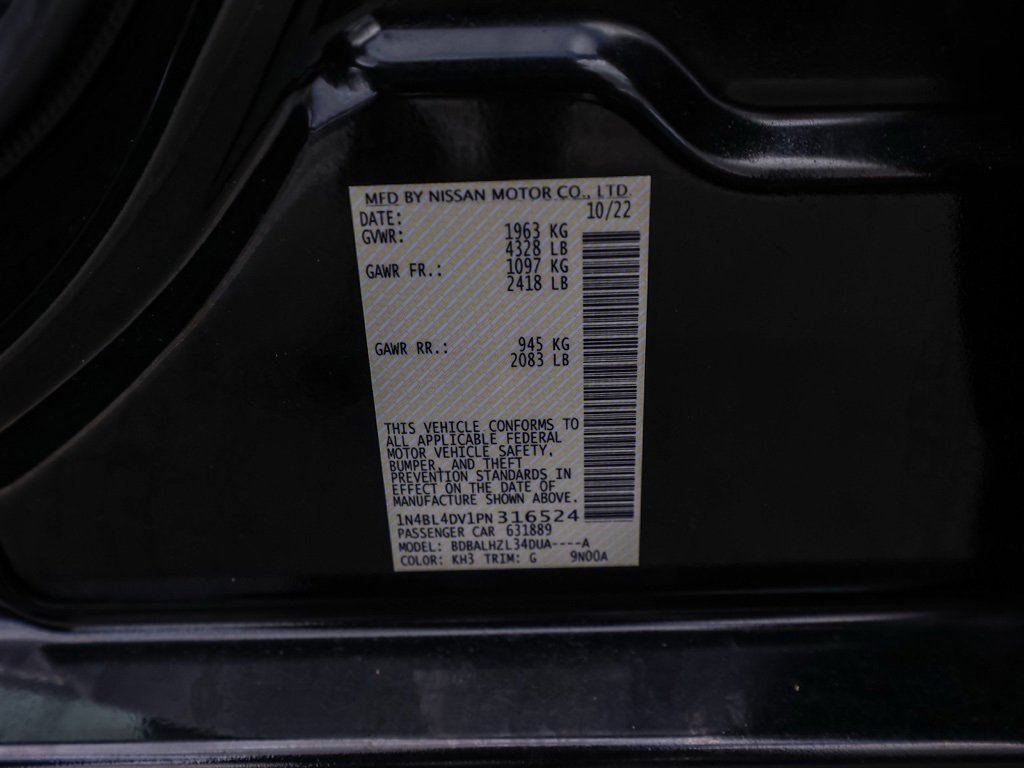 MFD BY NISSAN MOTOR CO., LTD.
DATE: 10/22
GVWR: 1963 KG
4328 LB
GAWR FR.: 1097 KG
2418 LB
GAWR RR.: 945 KG
2083 LB
THIS VEHICLE CONFORMS TO
ALL APPLICABLE FEDERAL
MOTOR VEHICLE SAFETY,
BUMPER, AND THEFT
PREVENTION STANDARDS IN
EFFECT ON THE DATE OF
MANUFACTURE SHOWN ABOVE.
1N4BL4DV1PN316524
PASSENGER CAR 631889
MODEL: BDBALHZL34DUA----A
COLOR: KH3 TRIM: G 9N00A